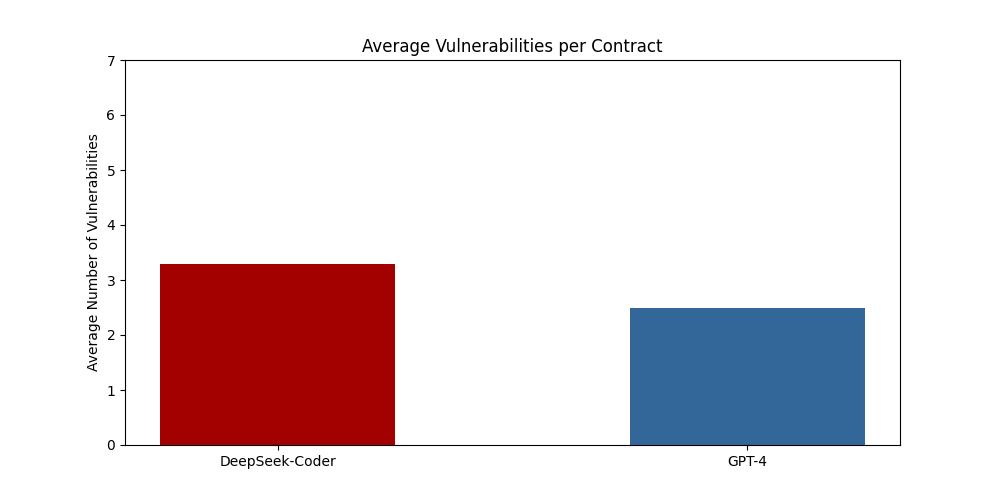 Average Vulnerabilities per Contract
Average Number of Vulnerabilities
7
6
5
4
3
2
1
0
DeepSeek-Coder
GPT-4